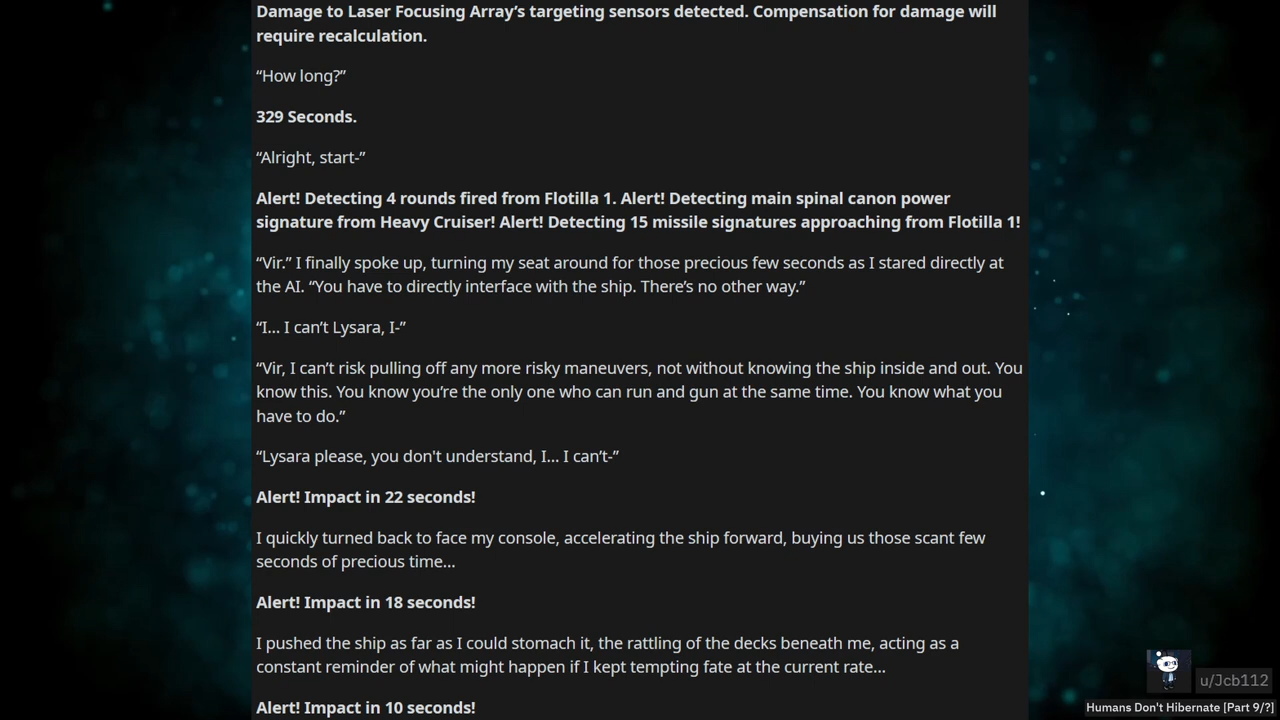 Damage to Laser Focusing Array’s targeting sensors detected. Compensation for damage will
require recalculation.
“How long?”
329 Seconds.
“Alright, start-”
Alert! Detecting 4 rounds fired from Flotilla 1. Alert! Detecting main spinal canon power
signature from Heavy Cruiser! Alert! Detecting 15 missile signatures approaching from Flotilla 1!
“Vir.” I finally spoke up, turning my seat around for those precious few seconds as I stared directly at
the AI. “You have to directly interface with the ship. There’s no other way.”
“I... I can’t Lysara, I-”
“Vir, I can’t risk pulling off any more risky maneuvers, not without knowing the ship inside and out. You
know this. You know you’re the only one who can run and gun at the same time. You know what you
have to do.”
“Lysara please, you don't understand, I... I can’t-”
Alert! Impact in 22 seconds!
I quickly turned back to face my console, accelerating the ship forward, buying us those scant few
seconds of precious time...
Alert! Impact in 18 seconds!
I pushed the ship as far as I could stomach it, the rattling of the decks beneath me, acting as a
constant reminder of what might happen if I kept tempting fate at the current rate...
Alert! Impact in 10 seconds!
u/Jcb112
Humans Don't Hibernate [Part 9/?]